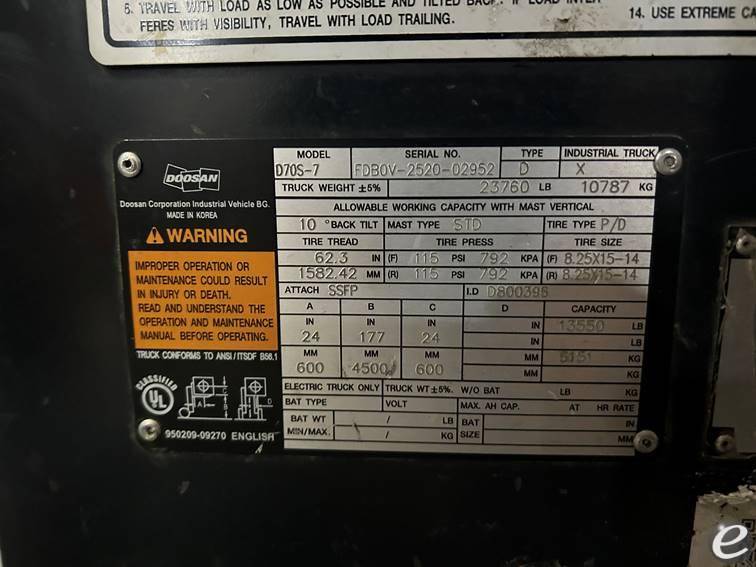 6. TRAVEL WITH LOAD AS LOW AS POSSIBLE AND TILTED BACK. IF LOAD INTER-
FERES WITH VISIBILITY, TRAVEL WITH LOAD TRAILING.
14. USE EXTREME CA
DOOSAN
Doosan Corporation Industrial Vehicle BG.
MADE IN KOREA
WARNING
IMPROPER OPERATION OR
MAINTENANCE COULD RESULT
IN INJURY OR DEATH.
READ AND UNDERSTAND THE
OPERATION AND MAINTENANCE
MANUAL BEFORE OPERATING.
TRUCK CONFORMS TO ANSI/ITSDF B56.1
CLASSIFIED
UL
A B C D
950209-09270 ENGLISH
MODEL SERIAL NO. TYPE INDUSTRIAL TRUCK
D70S-7 FDB0V-2520-02952 D X
TRUCK WEIGHT ±5% 23760 LB 10787 KG
ALLOWABLE WORKING CAPACITY WITH MAST VERTICAL
10 °BACK TILT MAST TYPE STD TIRE TYPE P/D
TIRE TREAD TIRE PRESS TIRE SIZE
62.3 IN (F) 115 PSI 792 KPA (F) 8.25X15-14
1582.42 MM (R) 115 PSI 792 KPA (R) 8.25X15-14
ATTACH SSFP I.D D800396
A B C D CAPACITY
IN IN IN IN 13550 LB
24 177 24 IN LB
MM MM MM MM 6151 KG
600 4500 600 MM KG
ELECTRIC TRUCK ONLY TRUCK WT ±5%. W/O BAT LB KG
BAT TYPE VOLT MAX. AH CAP. AT HR RATE
BAT WT / LB BAT IN
MIN/MAX. / KG SIZE MM
e